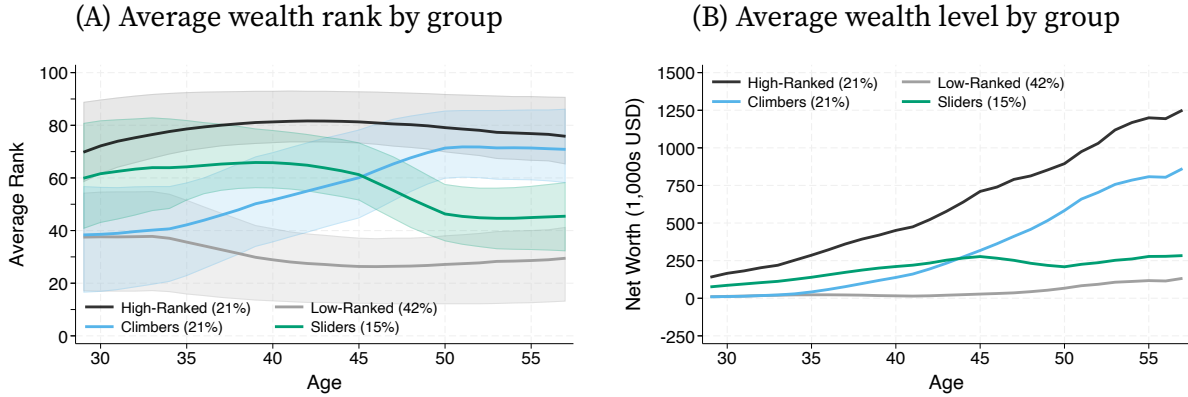 (A) Average wealth rank by group
100
80
60
40
20
0
Average Rank
High-Ranked (21%)
Low-Ranked (42%)
Climbers (21%)
Sliders (15%)
30 35 40 45 50 55
Age
(B) Average wealth level by group
1500
1250
1000
750
500
250
0
-250
Net Worth (1,000s USD)
High-Ranked (21%)
Low-Ranked (42%)
Climbers (21%)
Sliders (15%)
30 35 40 45 50 55
Age